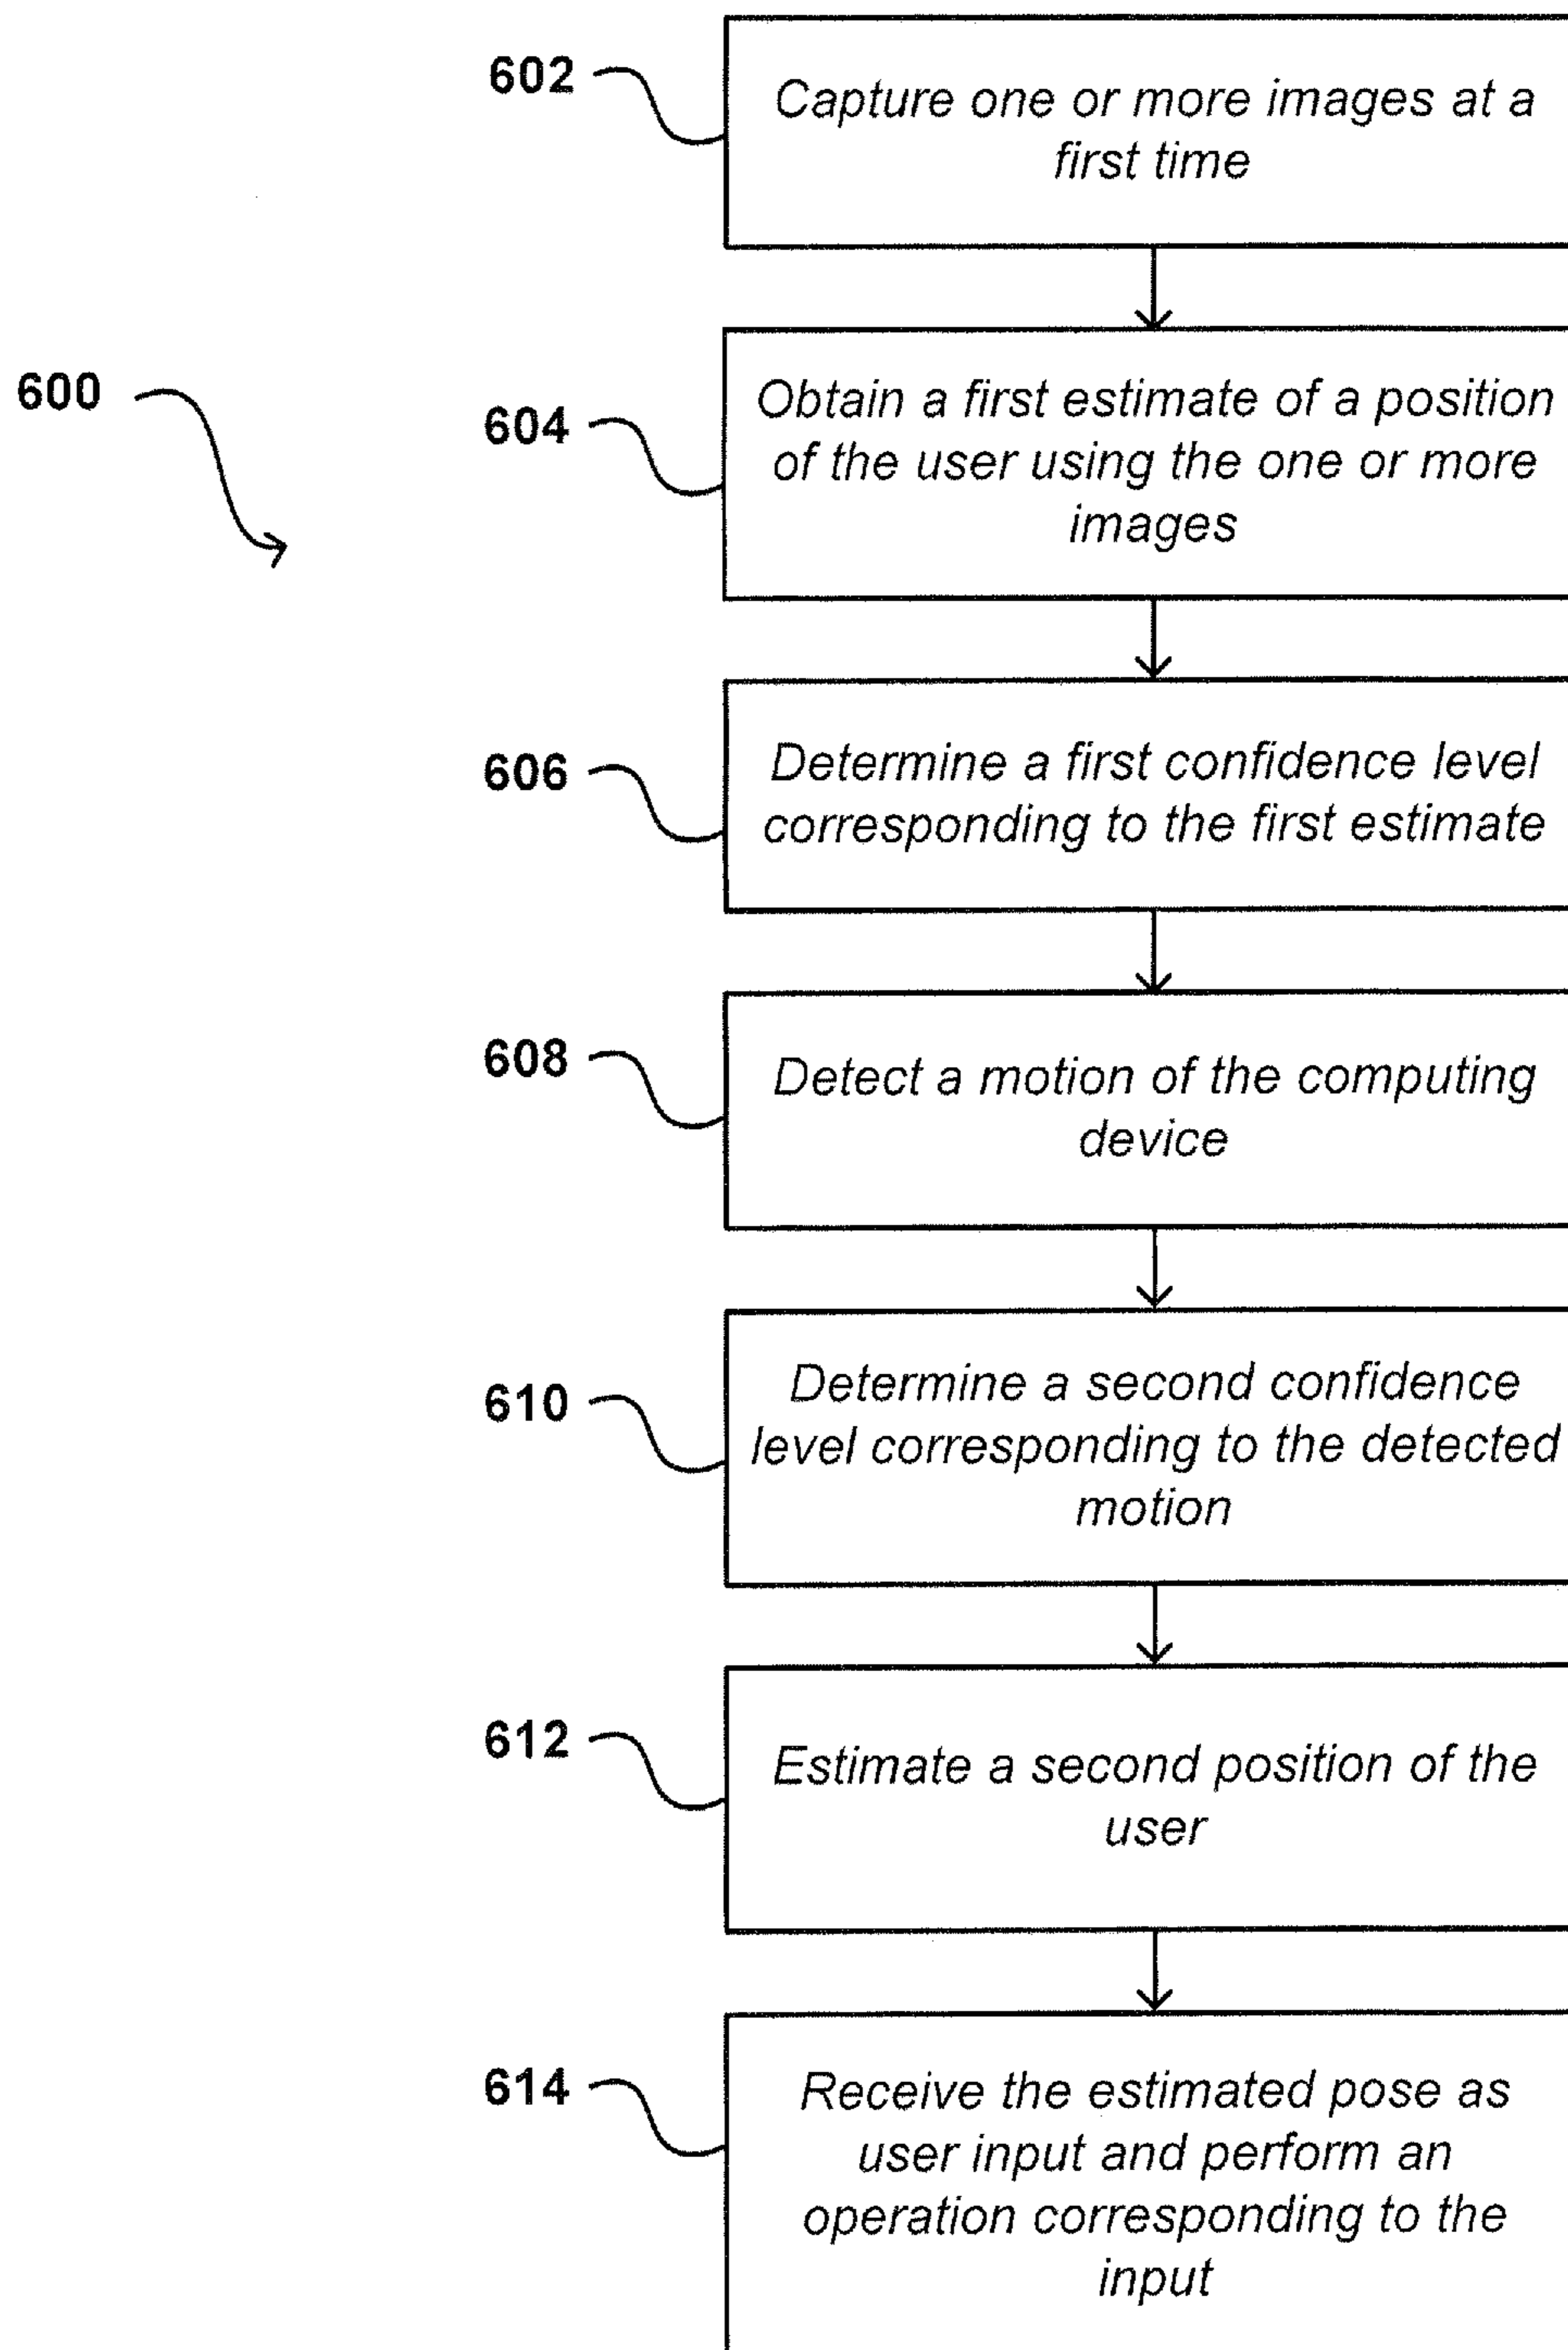 602
Capture one or more images at a
first time
600
604
Obtain a first estimate of a position
of the user using the one or more
images
606
Determine a first confidence level
corresponding to the first estimate
608
Detect a motion of the computing
device
610
Determine a second confidence
level corresponding to the detected
motion
612
Estimate a second position of the
user
614
Receive the estimated pose as
user input and perform an
operation corresponding to the
input